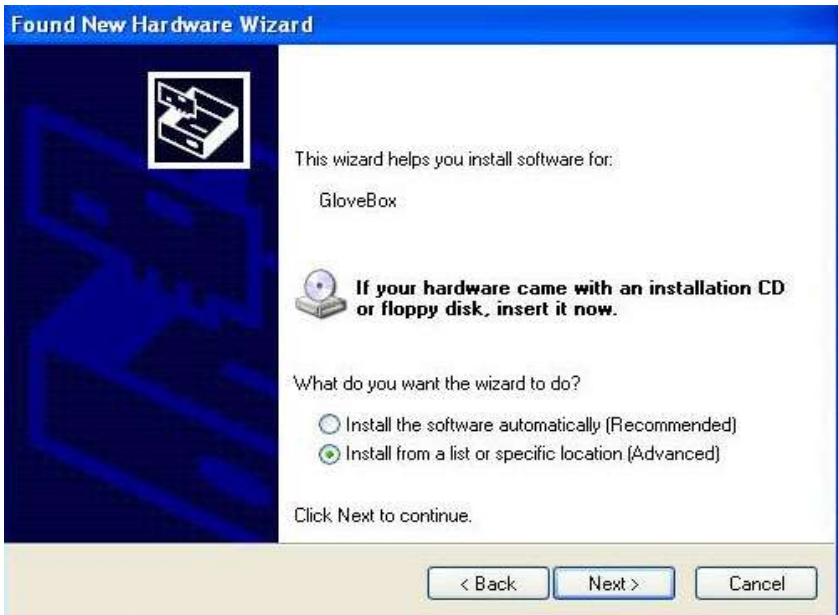 Found New Hardware Wizard
This wizard helps you install software for:
GloveBox
If your hardware came with an installation CD
or floppy disk, insert it now.
What do you want the wizard to do?
Install the software automatically (Recommended)
Install from a list or specific location (Advanced)
Click Next to continue.
< Back
Next >
Cancel